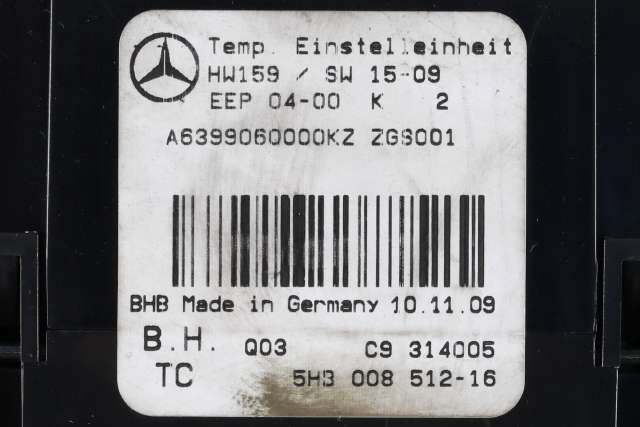 Temp. Einstelleinheit
HW159 / SW 15-09
EEP 04-00 K 2
A6399060000KZ ZGS001
BHB Made in Germany 10.11.09
B.H. Q03 C9 314005
TC 5HB 008 512-16